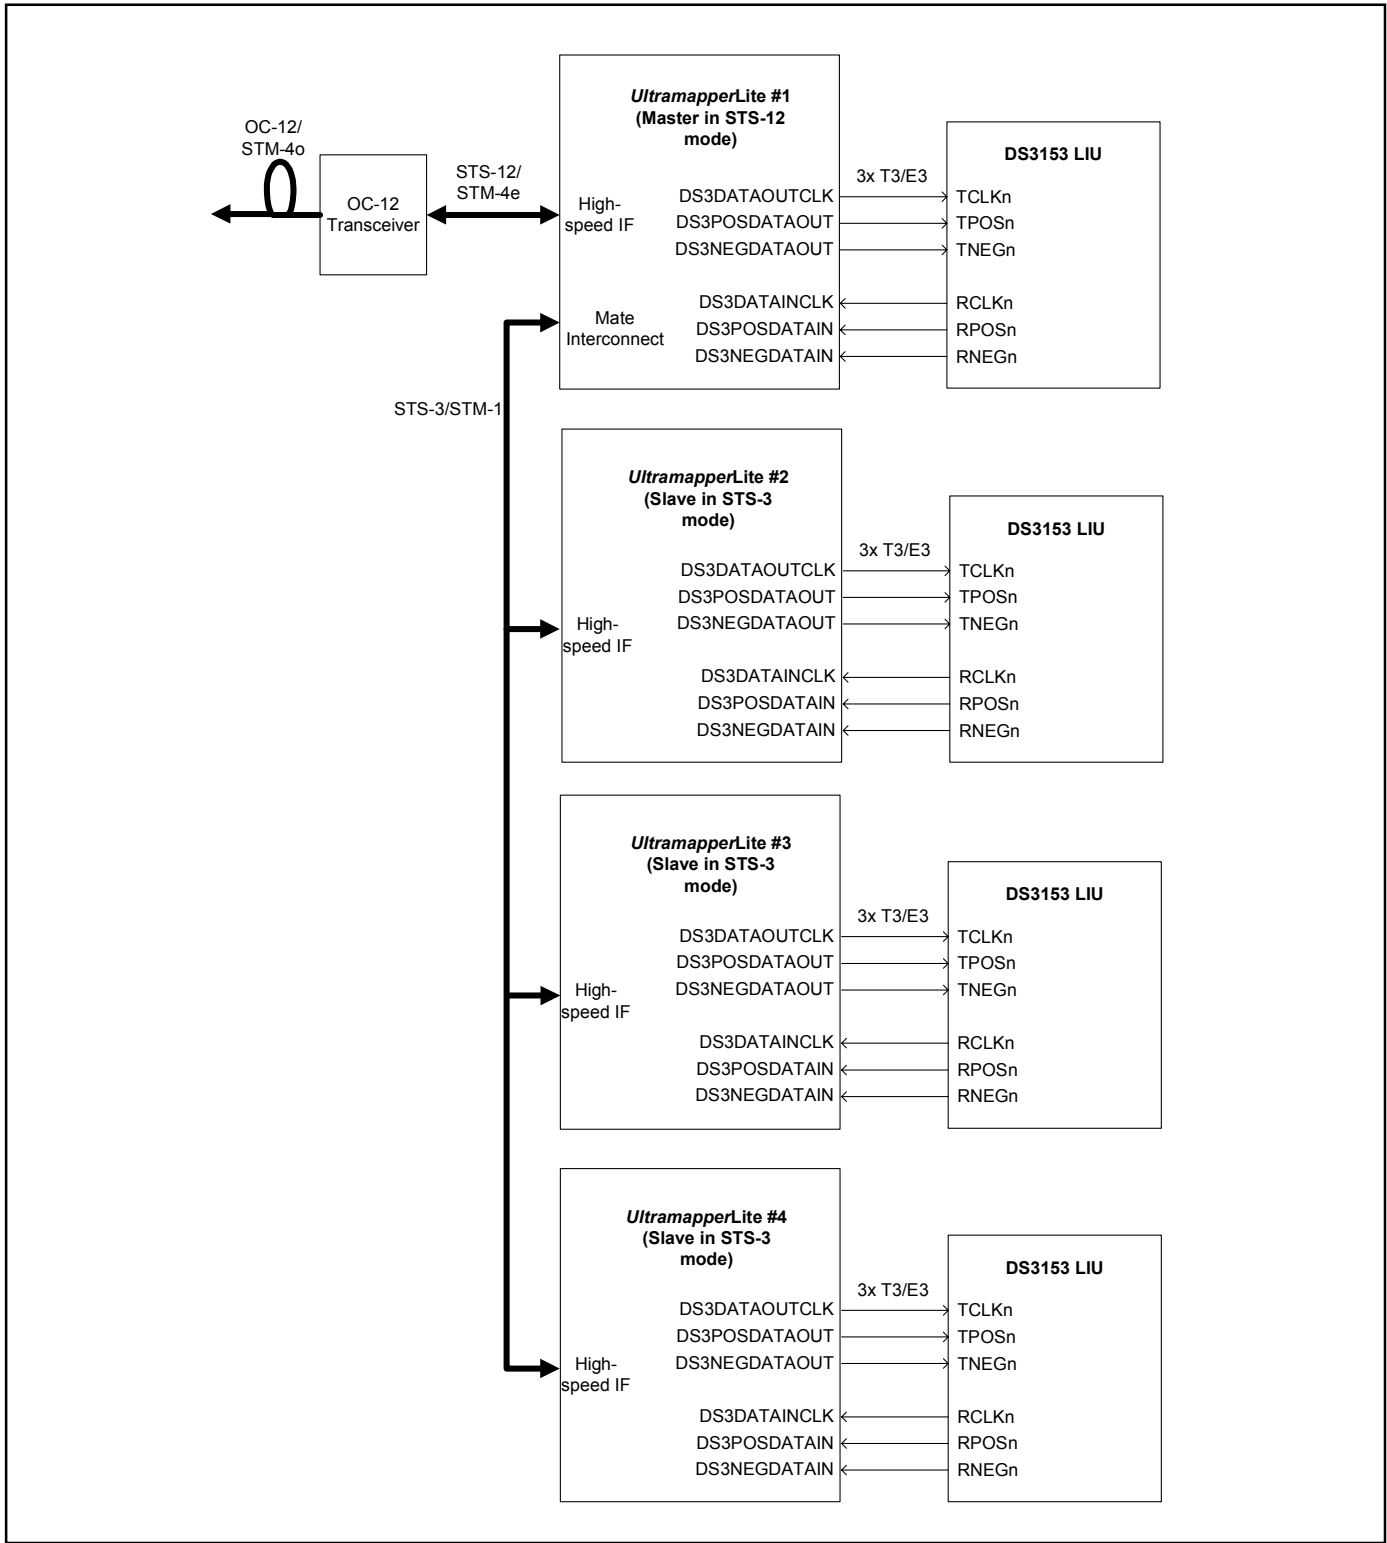 OC-12/
STM-4o
OC-12
Transceiver
STS-12/
STM-4e
UltramapperLite #1
(Master in STS-12
mode)
High-
speed IF
Mate
Interconnect
DS3DATAOUTCLK
DS3POSDATAOUT
DS3NEGDATAOUT
DS3DATAINCLK
DS3POSDATAIN
DS3NEGDATAIN
3x T3/E3
DS3153 LIU
TCLKn
TPOSn
TNEGn
RCLKn
RPOSn
RNEGn
STS-3/STM-1
UltramapperLite #2
(Slave in STS-3
mode)
High-
speed IF
DS3DATAOUTCLK
DS3POSDATAOUT
DS3NEGDATAOUT
DS3DATAINCLK
DS3POSDATAIN
DS3NEGDATAIN
3x T3/E3
DS3153 LIU
TCLKn
TPOSn
TNEGn
RCLKn
RPOSn
RNEGn
UltramapperLite #3
(Slave in STS-3
mode)
High-
speed IF
DS3DATAOUTCLK
DS3POSDATAOUT
DS3NEGDATAOUT
DS3DATAINCLK
DS3POSDATAIN
DS3NEGDATAIN
3x T3/E3
DS3153 LIU
TCLKn
TPOSn
TNEGn
RCLKn
RPOSn
RNEGn
UltramapperLite #4
(Slave in STS-3
mode)
High-
speed IF
DS3DATAOUTCLK
DS3POSDATAOUT
DS3NEGDATAOUT
DS3DATAINCLK
DS3POSDATAIN
DS3NEGDATAIN
3x T3/E3
DS3153 LIU
TCLKn
TPOSn
TNEGn
RCLKn
RPOSn
RNEGn